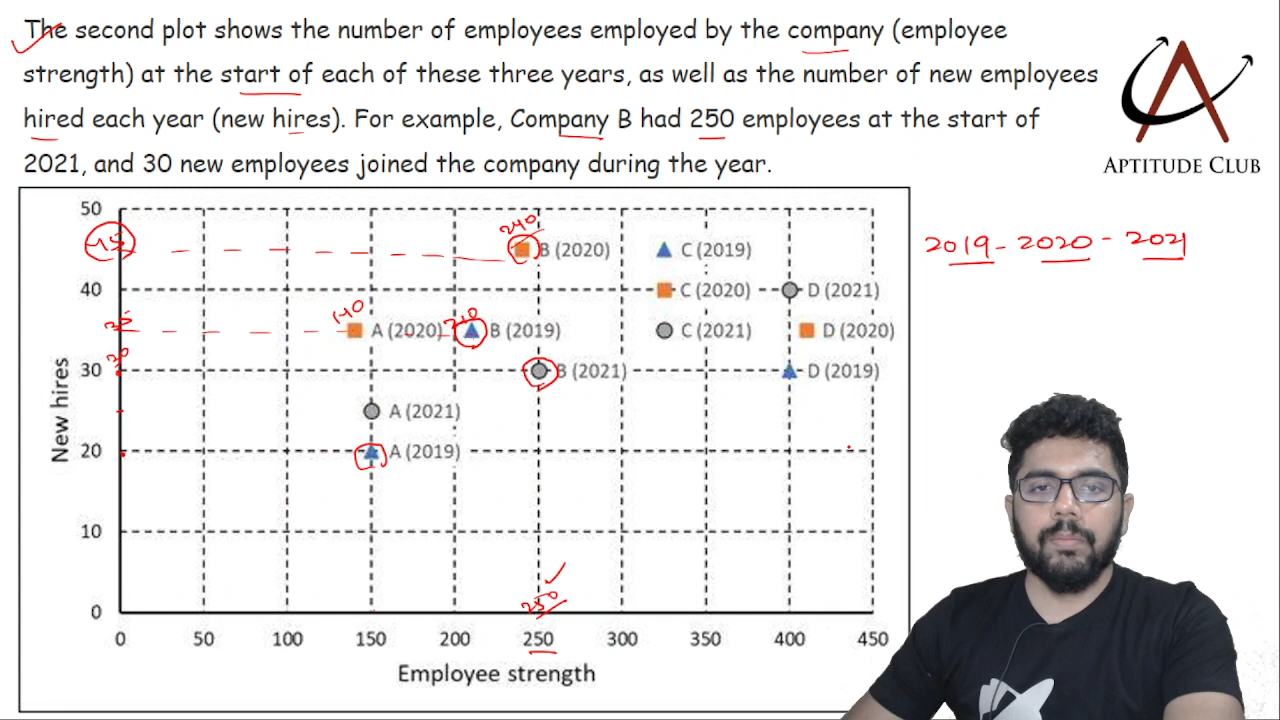 The second plot shows the number of employees employed by the company (employee
strength) at the start of each of these three years, as well as the number of new employees
hired each year (new hires). For example, Company B had 250 employees at the start of
2021, and 30 new employees joined the company during the year.
APTITUDE CLUB
2019 - 2020 - 2021
50
240
45
B (2020)
C (2019)
40
C (2020)
D (2021)
140
210
35
A (2020)
B (2019)
C (2021)
D (2020)
30
30
B (2021)
D (2019)
A (2021)
20
A (2019)
10
250
0
0 50 100 150 200 250 300 350 400 450
New hires
Employee strength